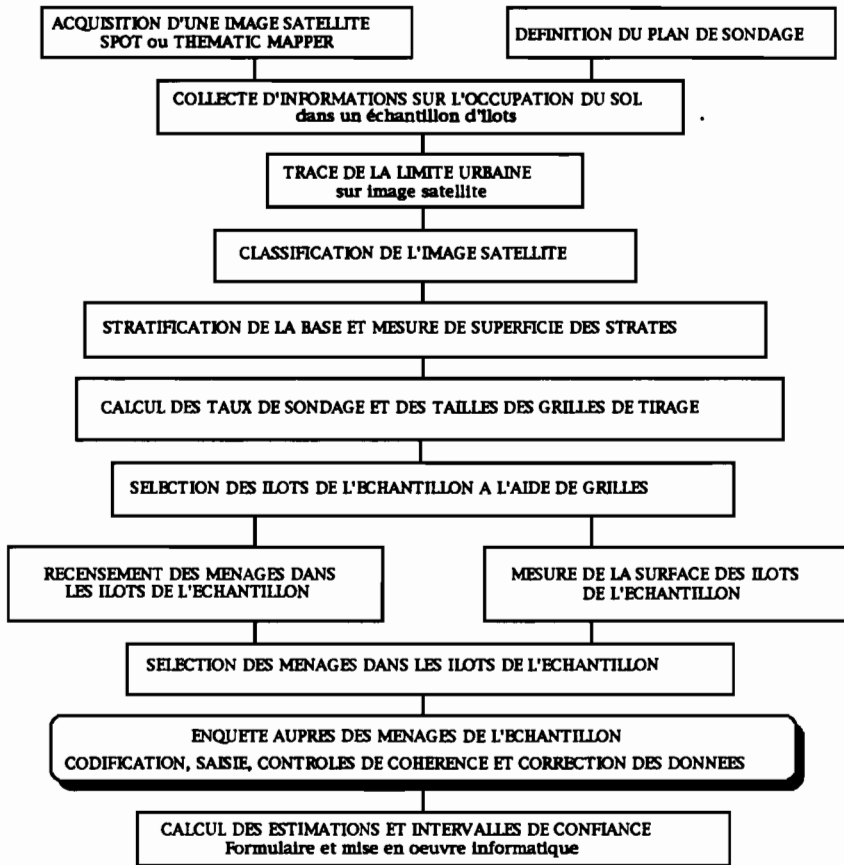 ACQUISITION D'UNE IMAGE SATELLITE
SPOT ou THEMATIC MAPPER
DEFINITION DU PLAN DE SONDAGE
COLLECTE D'INFORMATIONS SUR L'OCCUPATION DU SOL
dans un échantillon d'îlots
TRACE DE LA LIMITE URBAINE
sur image satellite
CLASSIFICATION DE L'IMAGE SATELLITE
STRATIFICATION DE LA BASE ET MESURE DE SUPERFICIE DES STRATES
CALCUL DES TAUX DE SONDAGE ET DES TAILLES DES GRILLES DE TIRAGE
SELECTION DES ILOTS DE L'ECHANTILLON A L'AIDE DE GRILLES
RECENSEMENT DES MENAGES DANS
LES ILOTS DE L'ECHANTILLON
MESURE DE LA SURFACE DES ILOTS
DE L'ECHANTILLON
SELECTION DES MENAGES DANS LES ILOTS DE L'ECHANTILLON
ENQUETE AUPRES DES MENAGES DE L'ECHANTILLON
CODIFICATION, SAISIE, CONTROLES DE COHERENCE ET CORRECTION DES DONNEES
CALCUL DES ESTIMATIONS ET INTERVALLES DE CONFIANCE
Formulaire et mise en oeuvre informatique